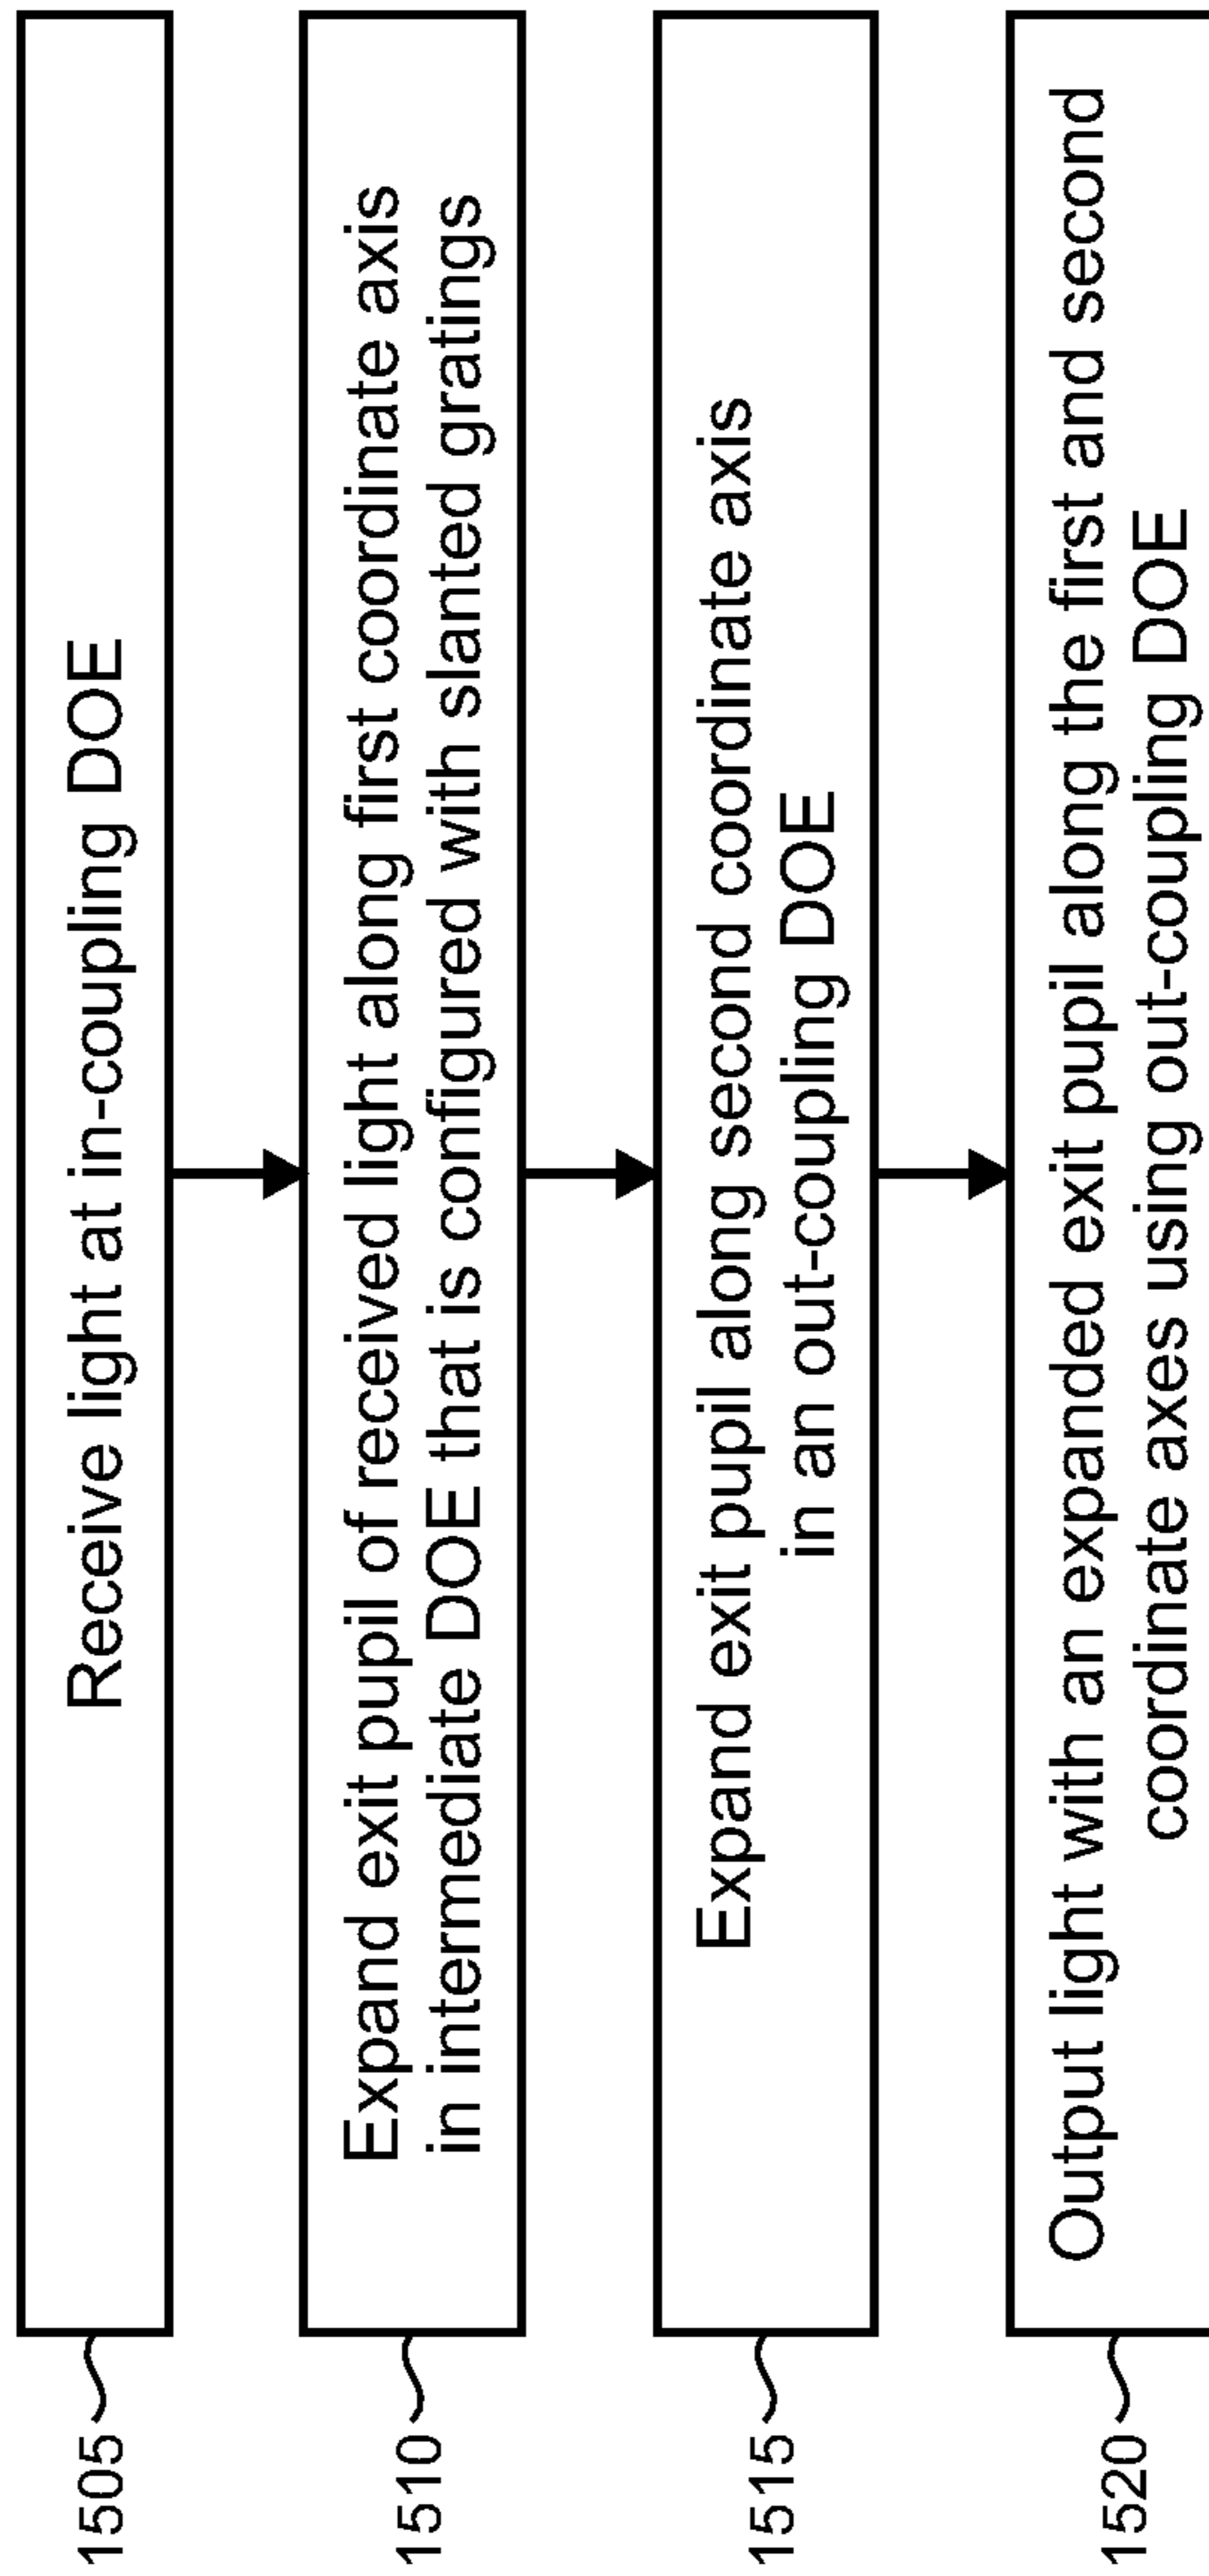 1505
Receive light at in-coupling DOE
1510
Expand exit pupil of received light along first coordinate axis
in intermediate DOE that is configured with slanted gratings
1515
Expand exit pupil along second coordinate axis
in an out-coupling DOE
1520
Output light with an expanded exit pupil along the first and second
coordinate axes using out-coupling DOE